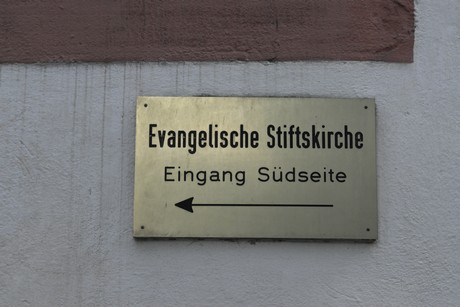 Evangelische Stiftskirche
Eingang Südseite